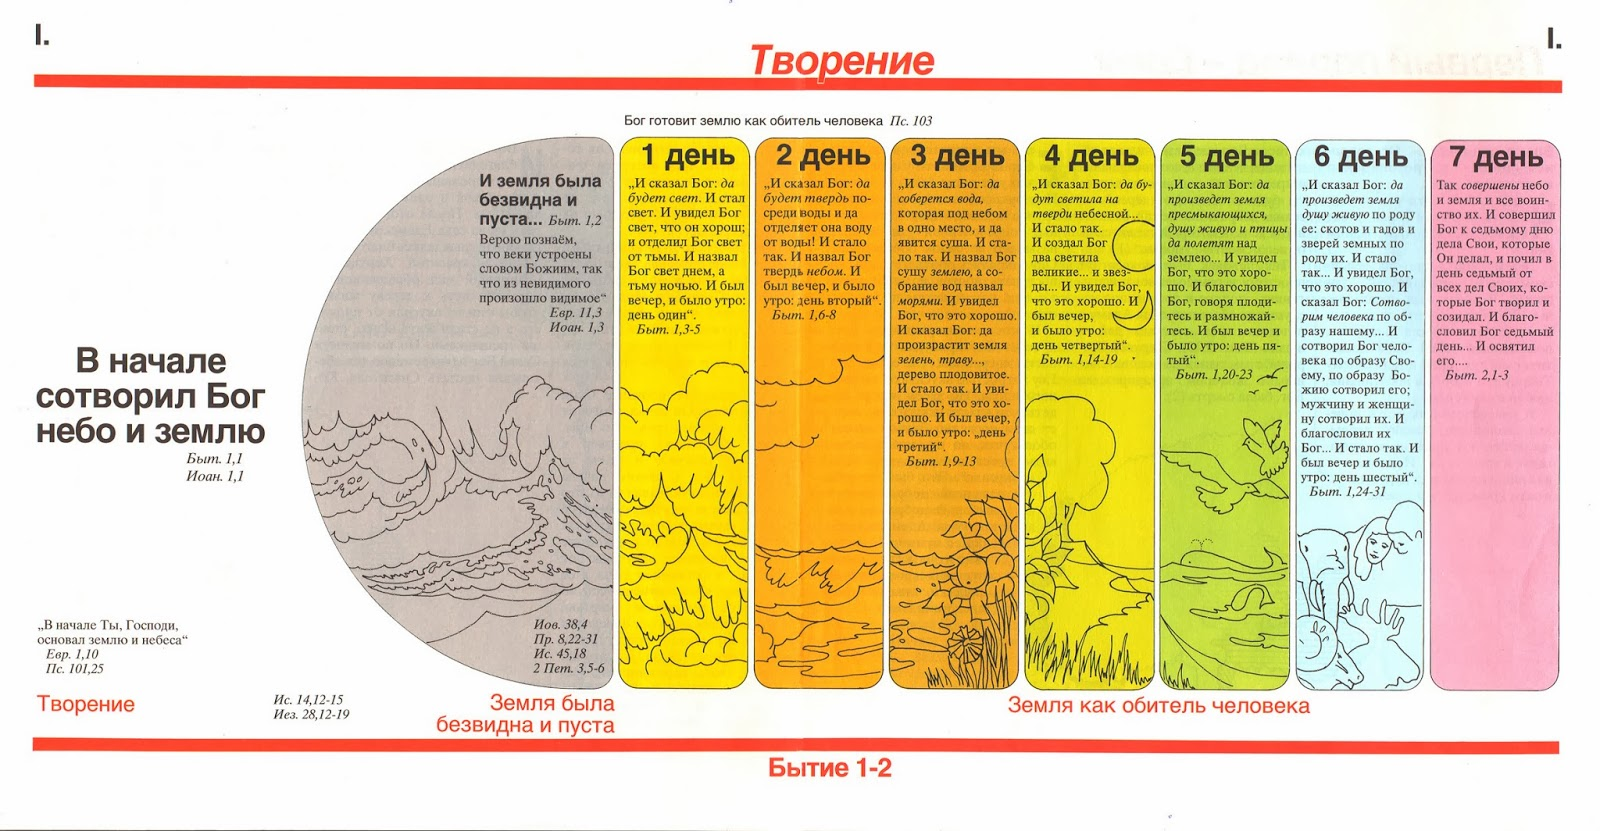 I.
I.
Творение
Бог готовит землю как обитель человека Пс. 103
В начале
сотворил Бог
небо и землю
Быт. 1,1
Иоан. 1,1
„В начале Ты, Господи,
основал землю и небеса“
Евр. 1,10
Пс. 101,25
И земля была
безвидна и
пуста... Быт. 1,2
Верою познаём,
что веки устроены
словом Божиим, так
что из невидимого
произошло видимое“
Евр. 11,3
Иоан. 1,3
Иов. 38,4
Пр. 8,22-31
Ис. 45,18
2 Пет. 3,5-6
1 день
„И сказал Бог: да
будет свет. И стал
свет. И увидел Бог
свет, что он хорош;
и отделил Бог свет
от тьмы. И назвал
Бог свет днем, а
тьму ночью. И был
вечер, и было утро:
день один“.
Быт. 1,3-5
2 день
„И сказал Бог: да
будет твердь по-
среди воды и да
отделяет она воду
от воды! И стало
так. И назвал Бог
твердь небом. И
был вечер, и было
утро: день второй“.
Быт. 1,6-8
3 день
„И сказал Бог: да
соберется вода,
которая под небом
в одно место, и да
явится суша. И ста-
ло так. И назвал Бог
сушу землею, а со-
брание вод назвал
морями. И увидел
Бог, что это хорошо.
И сказал Бог: да
произрастит земля
зелень, траву...,
дерево плодовитое.
И стало так. И уви-
дел Бог, что это хо-
рошо. И был вечер,
и было утро: „день
третий“.
Быт. 1,9-13
4 день
„И сказал Бог: да бу-
дут светила на
тверди небесной...
И стало так.
И создал Бог
два светила
великие... и звез-
ды... И увидел Бог,
что это хорошо. И
был вечер,
и было утро:
день четвертый“.
Быт. 1,14-19
5 день
„И сказал Бог: да
произведет земля
пресмыкающихся,
душу живую и птицы
да полетят над
землею... И увидел
Бог, что это хоро-
шо. И благословил
Бог, говоря плоди-
тесь и размножай-
тесь. И был вечер и
было утро: день пя-
тый“.
Быт. 1,20-23
6 день
„И сказал Бог: да
произведет земля
душу живую по роду
ее: скотов и гадов и
зверей земных по
роду их. И стало
так... И увидел Бог,
что это хорошо. И
сказал Бог: Сотво-
рим человека по об-
разу нашему... И
сотворил Бог чело-
века по образу Сво-
ему, по образу Бо-
жию сотворил его;
мужчину и женщи-
ну сотворил их. И
благословил их
Бог... И стало так. И
был вечер и было
утро: день шестый“.
Быт. 1,24-31
7 день
Так совершены небо
и земля и все воин-
ство их. И совершил
Бог к седьмому дню
дела Свои, которые
Он делал, и почил в
день седьмый от
всех дел Своих, ко-
торые Бог творил и
созидал. И благо-
словил Бог седьмый
день... И освятил
его....
Быт. 2,1-3
Творение
Ис. 14,12-15
Иез. 28,12-19
Земля была
безвидна и пуста
Земля как обитель человека
Бытие 1-2